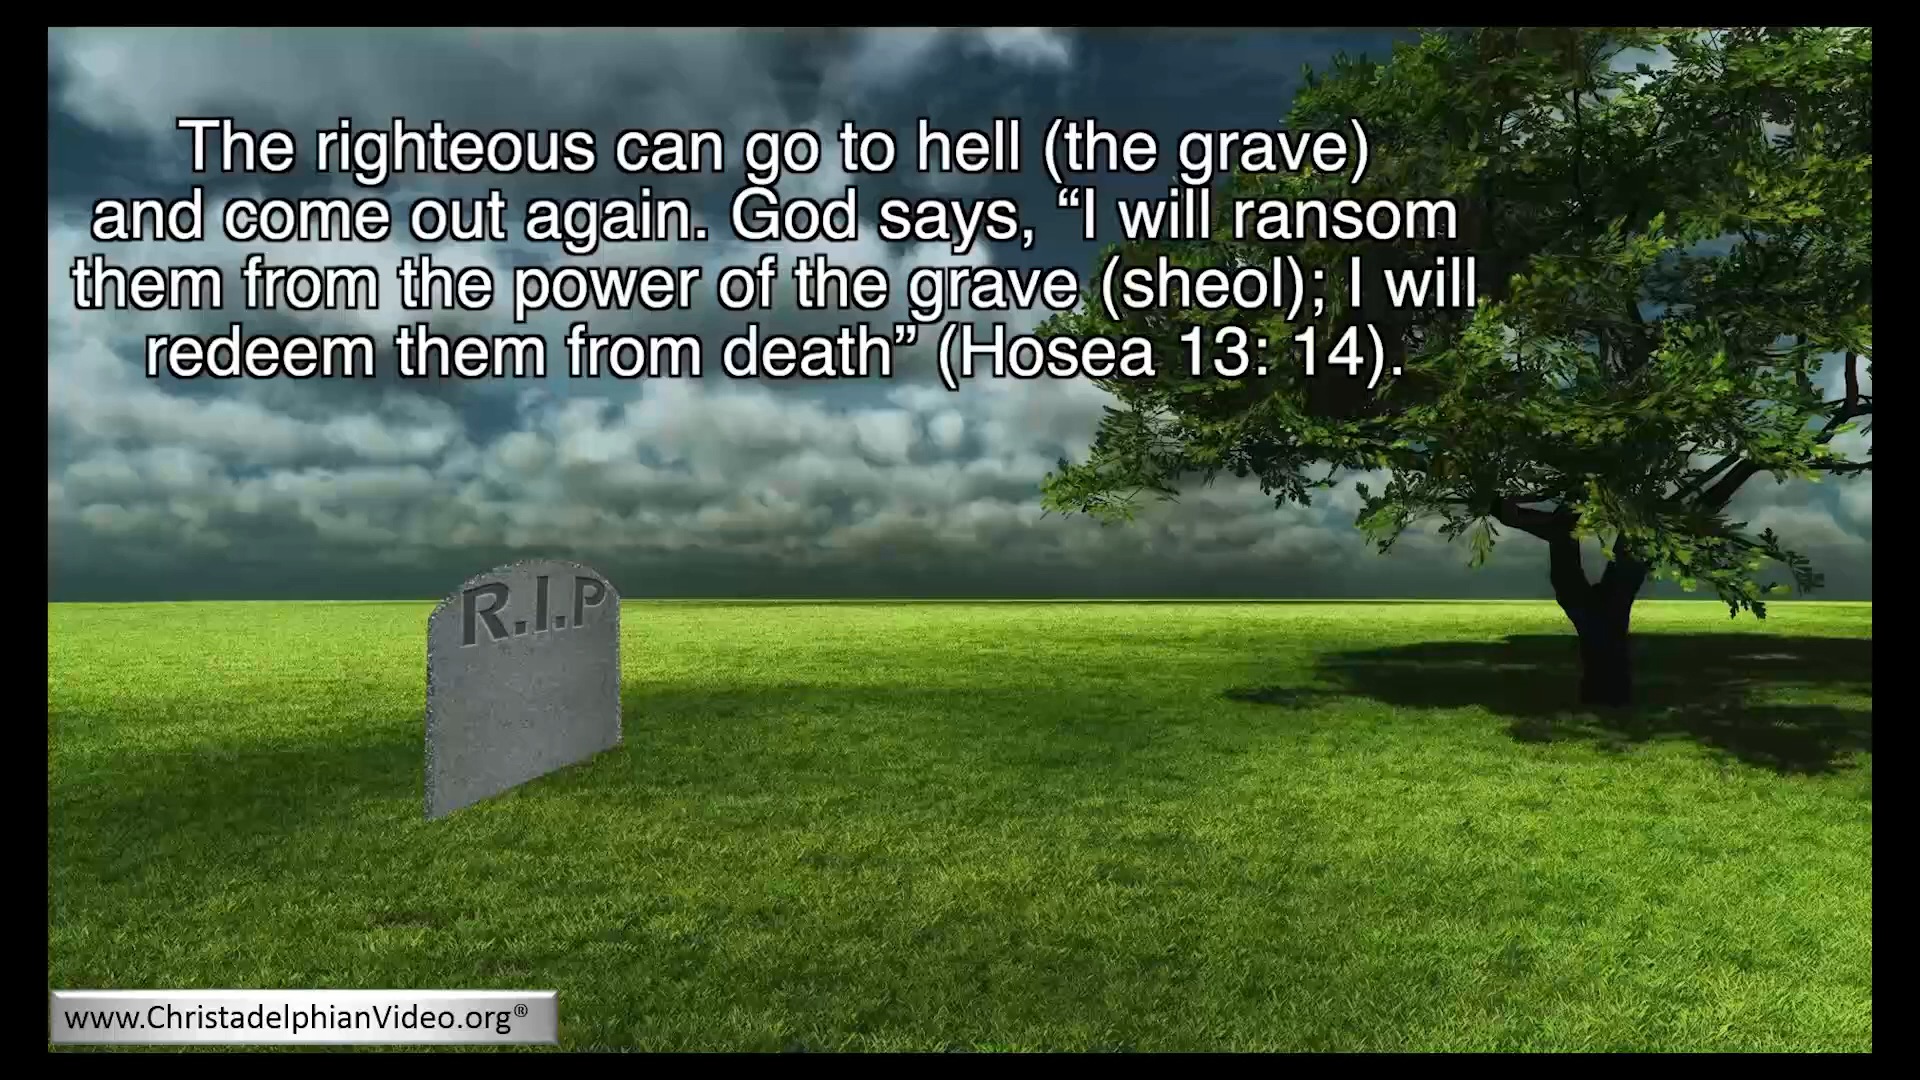 The righteous can go to hell (the grave)
and come out again. God says, “I will ransom
them from the power of the grave (sheol); I will
redeem them from death” (Hosea 13: 14).
R.I.P
www.ChristadelphianVideo.org®